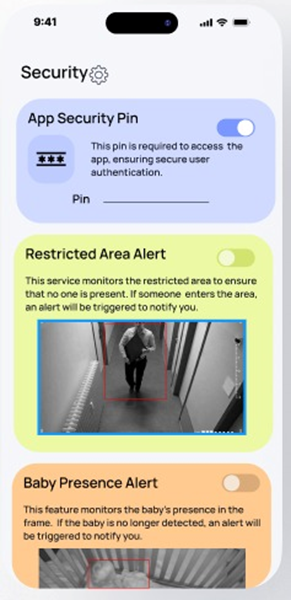 9:41
Security
App Security Pin
This pin is required to access the
app, ensuring secure user
authentication.
Pin
Restricted Area Alert
This service monitors the restricted area to ensure
that no one is present. If someone enters the area,
an alert will be triggered to notify you.
Baby Presence Alert
This feature monitors the baby's presence in the
frame. If the baby is no longer detected, an alert will
be triggered to notify you.